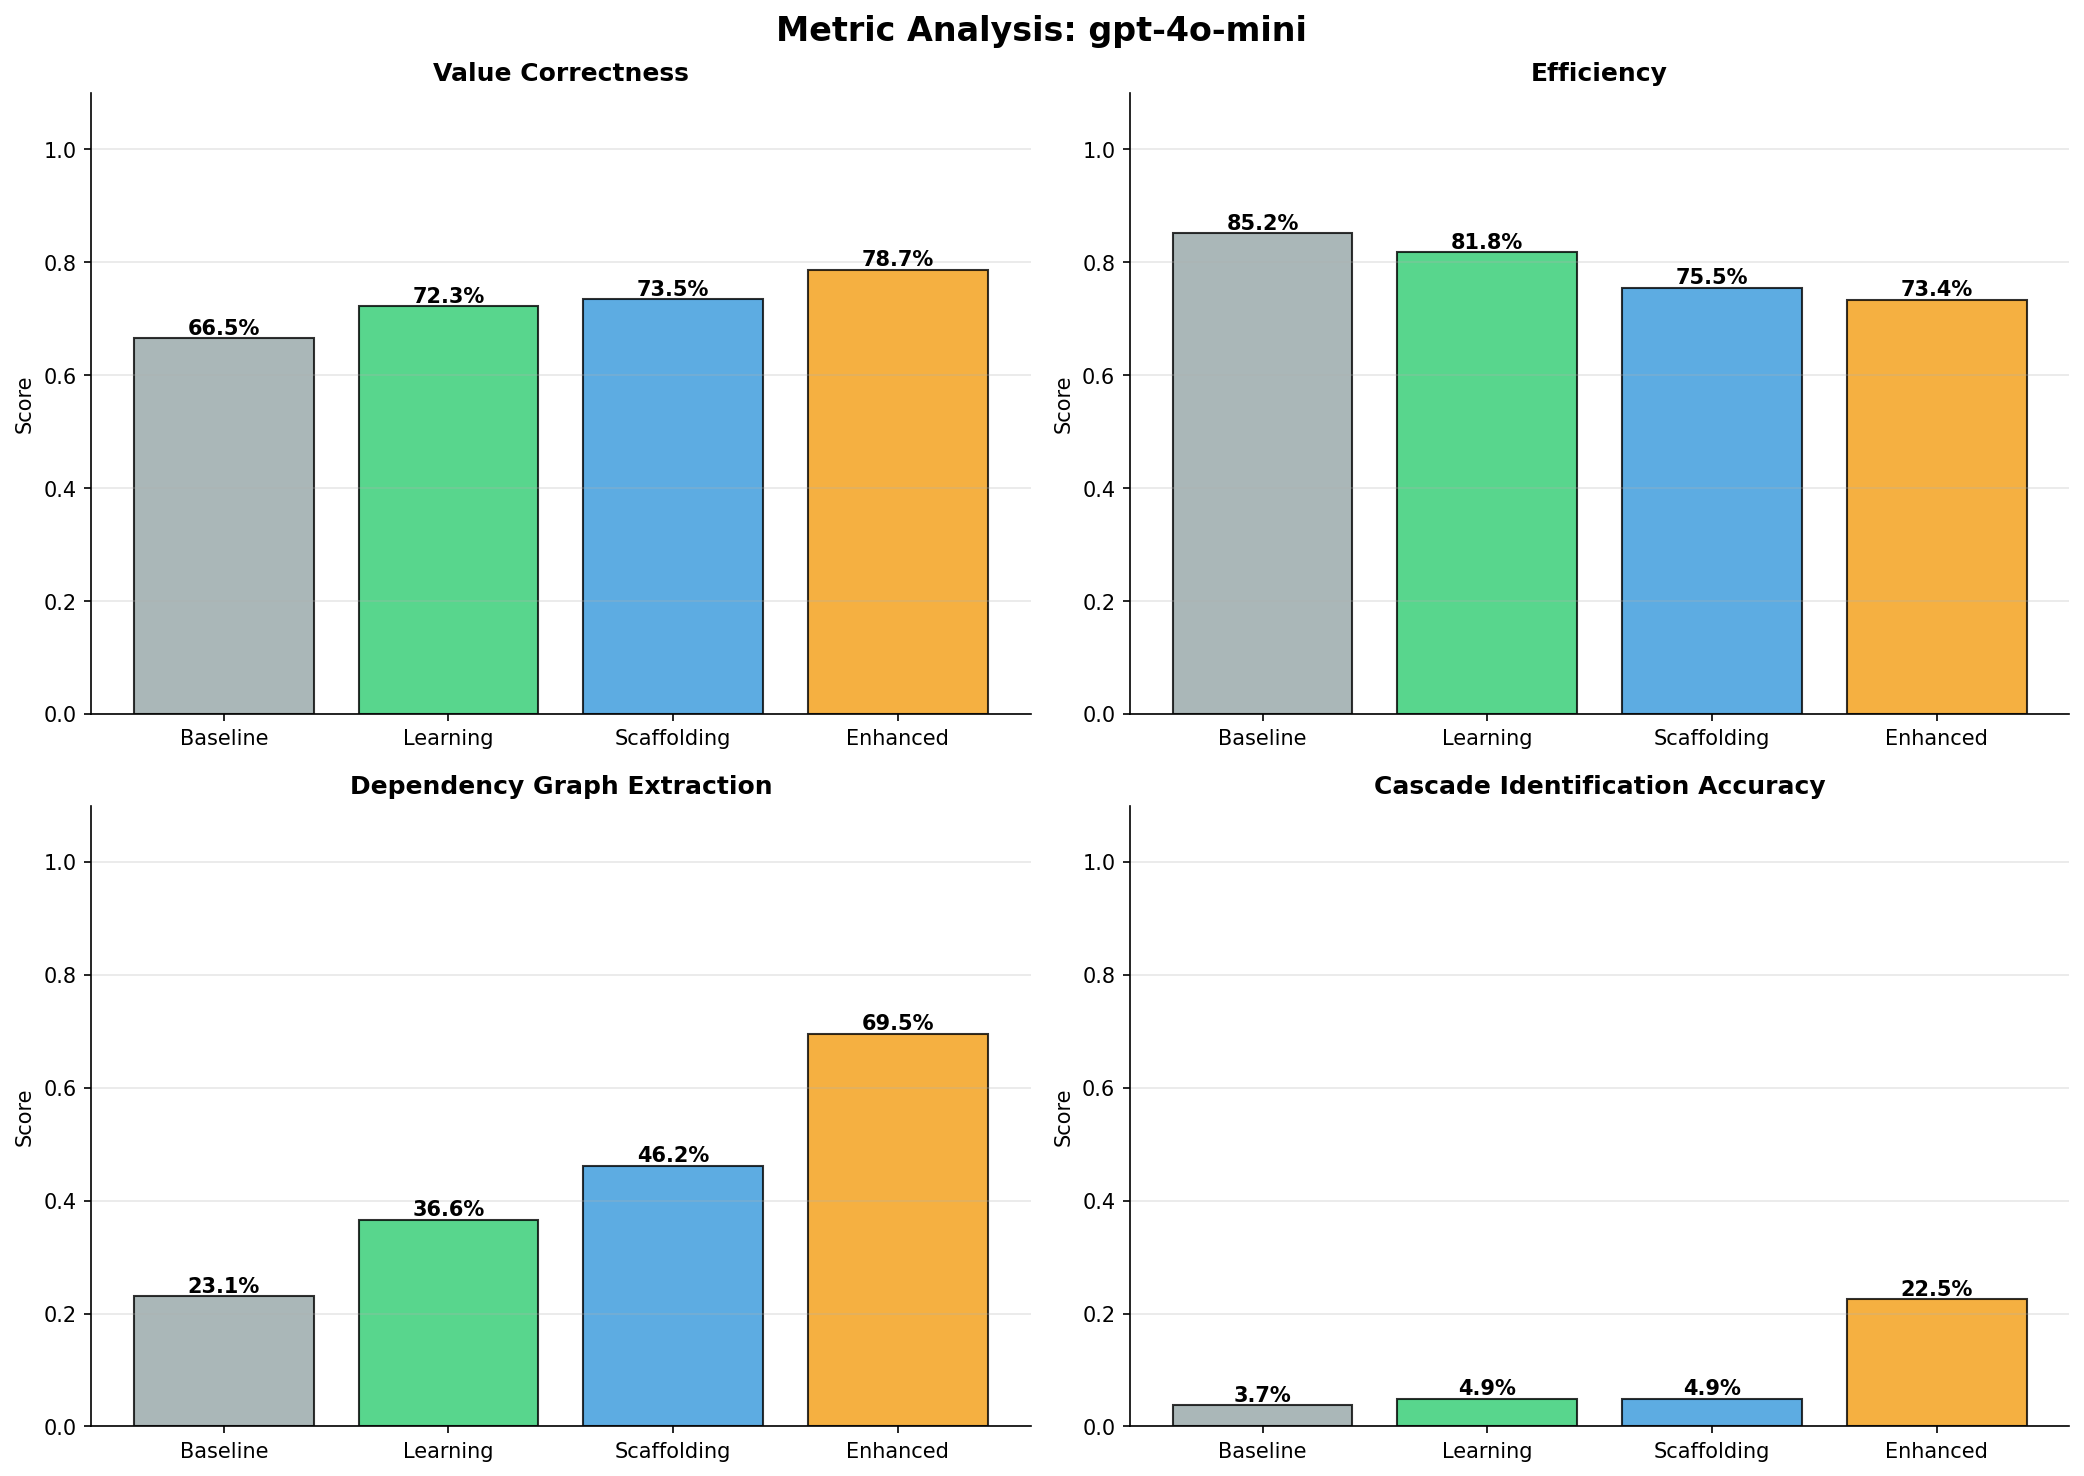 Metric Analysis: gpt-4o-mini
Value Correctness
Score
1.0
0.8
0.6
0.4
0.2
0.0
66.5%
72.3%
73.5%
78.7%
Baseline
Learning
Scaffolding
Enhanced
Efficiency
Score
1.0
0.8
0.6
0.4
0.2
0.0
85.2%
81.8%
75.5%
73.4%
Baseline
Learning
Scaffolding
Enhanced
Dependency Graph Extraction
Score
1.0
0.8
0.6
0.4
0.2
0.0
23.1%
36.6%
46.2%
69.5%
Baseline
Learning
Scaffolding
Enhanced
Cascade Identification Accuracy
Score
1.0
0.8
0.6
0.4
0.2
0.0
3.7%
4.9%
4.9%
22.5%
Baseline
Learning
Scaffolding
Enhanced